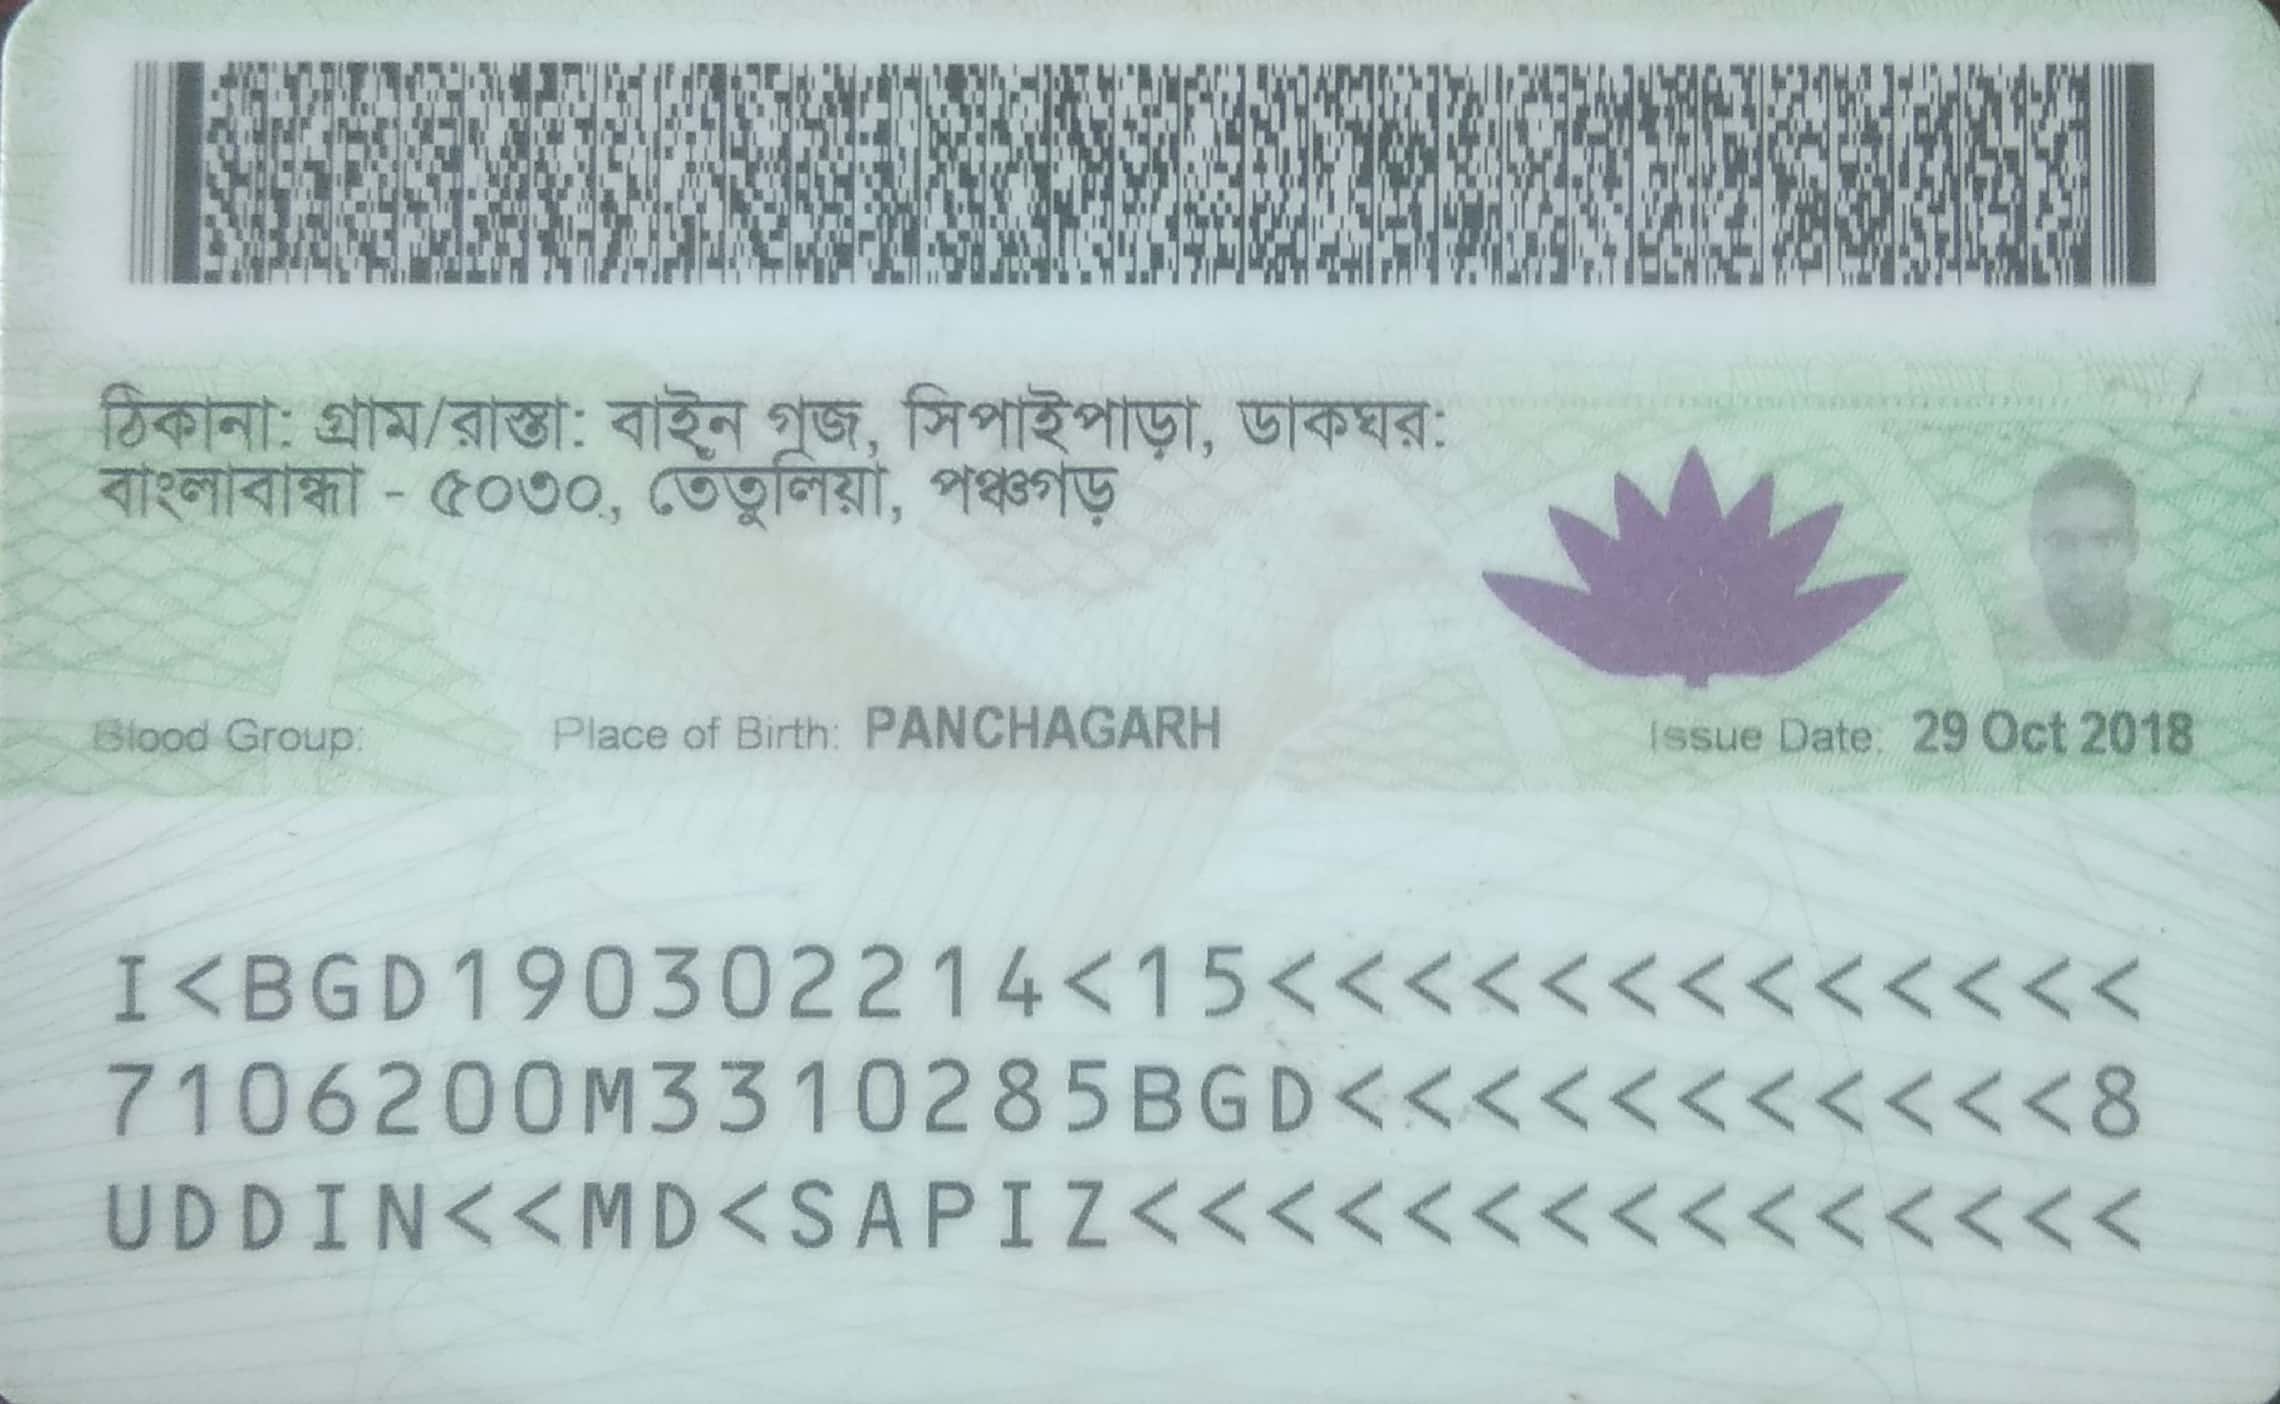 ঠিকানা: গ্রাম/রাস্তা: বাইন গজ, সিপাইপাড়া, ডাকঘর:
বাংলাবান্ধা - ৫০৩০, তেঁতুলিয়া, পঞ্চগড়
Blood Group:
Place of Birth: PANCHAGARH
Issue Date: 29 Oct 2018
I<BGD190302214<15<<<<<<<<<<<<<
7106200M3310285BGD<<<<<<<<<<<8
UDDIN<<MD<SAPIZ<<<<<<<<<<<<<<<